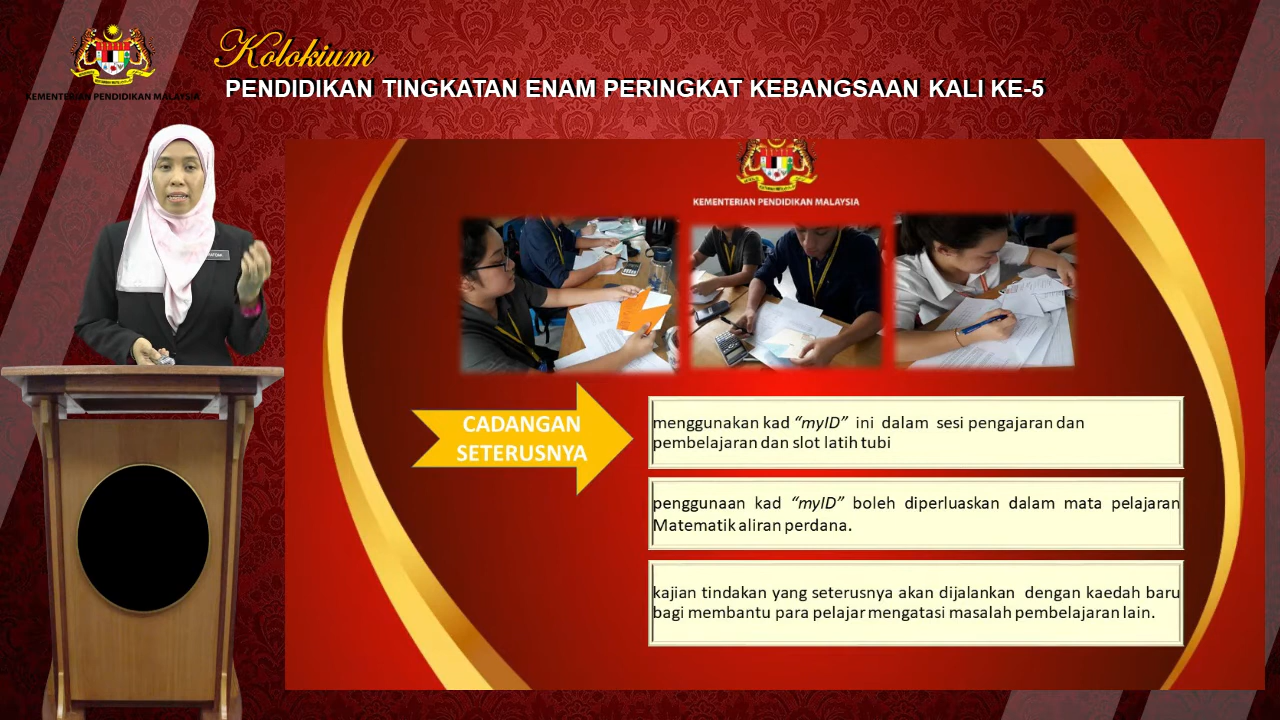 Kolokium
PENDIDIKAN TINGKATAN ENAM PERINGKAT KEBANGSAAN KALI KE-5
KEMENTERIAN PENDIDIKAN MALAYSIA
KEMENTERIAN PENDIDIKAN MALAYSIA
CADANGAN
SETERUSNYA
menggunakan kad “myID” ini dalam sesi pengajaran dan
pembelajaran dan slot latih tubi
penggunaan kad “myID” boleh diperluaskan dalam mata pelajaran
Matematik aliran perdana.
kajian tindakan yang seterusnya akan dijalankan dengan kaedah baru
bagi membantu para pelajar mengatasi masalah pembelajaran lain.